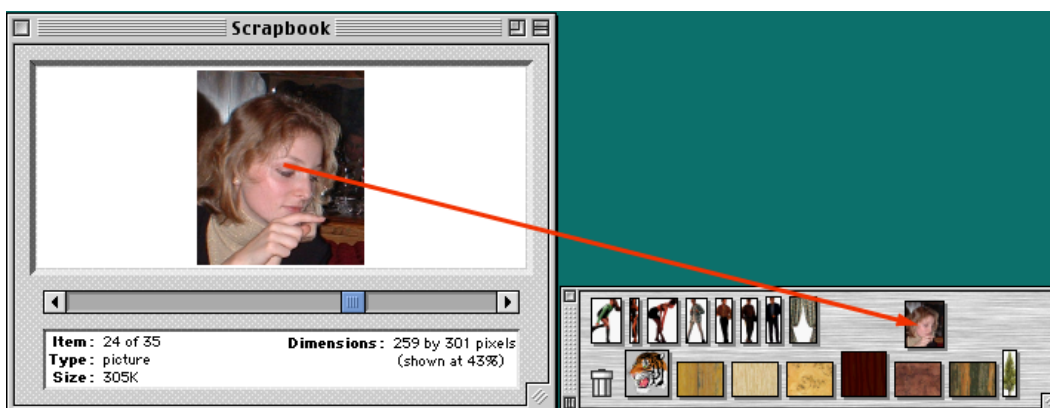 Scrapbook
Item: 24 of 35
Type: picture
Size: 305K
Dimensions: 259 by 301 pixels
(shown at 43%)